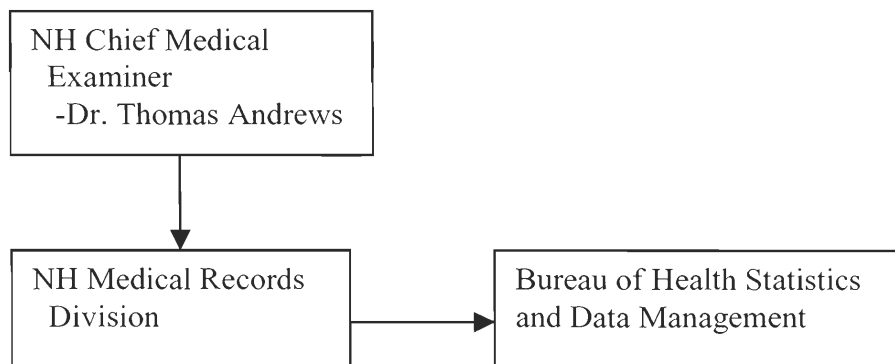 NH Chief Medical
Examiner
-Dr. Thomas Andrews
NH Medical Records
Division
Bureau of Health Statistics
and Data Management